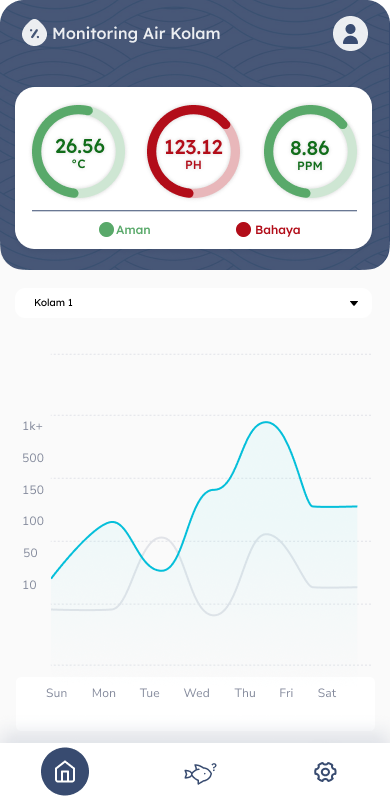 Monitoring Air Kolam
26.56
°C
123.12
PH
8.86
PPM
Aman
Bahaya
Kolam 1
1k+
500
150
100
50
10
Sun Mon Tue Wed Thu Fri Sat
?